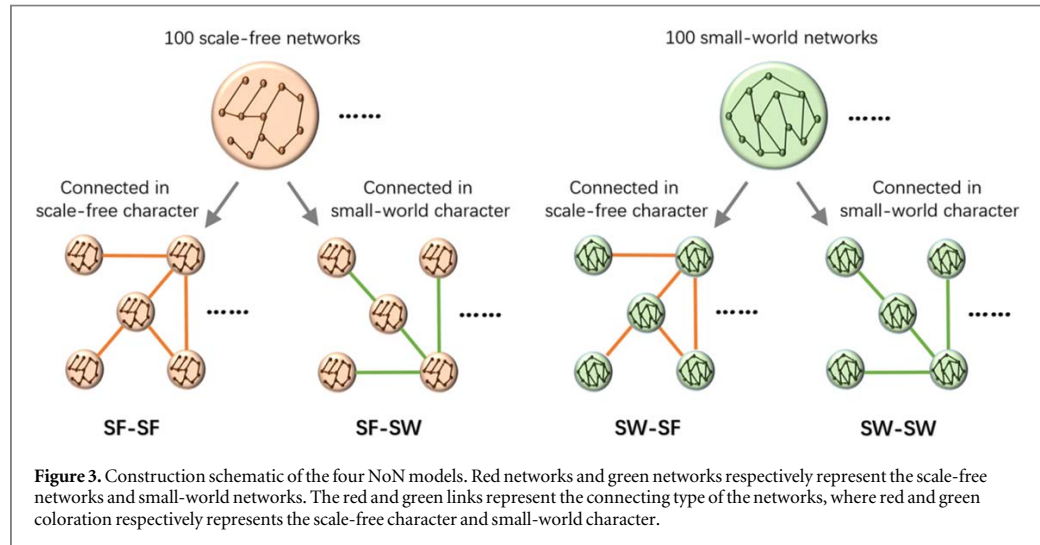 100 scale-free networks
100 small-world networks
......
......
Connected in
scale-free character
Connected in
small-world character
Connected in
scale-free character
Connected in
small-world character
......
......
......
......
SF-SF
SF-SW
SW-SF
SW-SW
Figure 3. Construction schematic of the four NoN models. Red networks and green networks respectively represent the scale-free
networks and small-world networks. The red and green links represent the connecting type of the networks, where red and green
coloration respectively represents the scale-free character and small-world character.